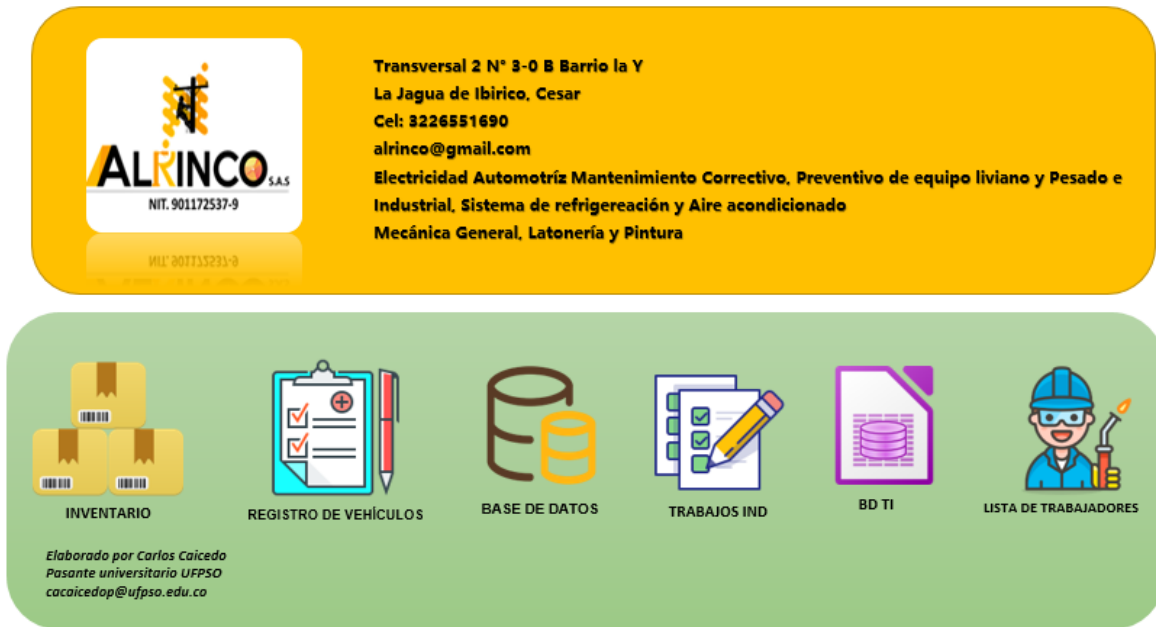 ALRINCO S.A.S
NIT. 901172537-9
NIT. 901172537-9
Transversal 2 N° 3-0 B Barrio la Y
La Jagua de Ibirico, Cesar
Cel: 3226551690
alrinco@gmail.com
Electricidad Automotríz Mantenimiento Correctivo, Preventivo de equipo liviano y Pesado e
Industrial, Sistema de refrigereación y Aire acondicionado
Mecánica General, Latonería y Pintura
INVENTARIO
REGISTRO DE VEHÍCULOS
BASE DE DATOS
TRABAJOS IND
BD TI
LISTA DE TRABAJADORES
Elaborado por Carlos Caicedo
Pasante universitario UFPSO
cacaicedop@ufpso.edu.co